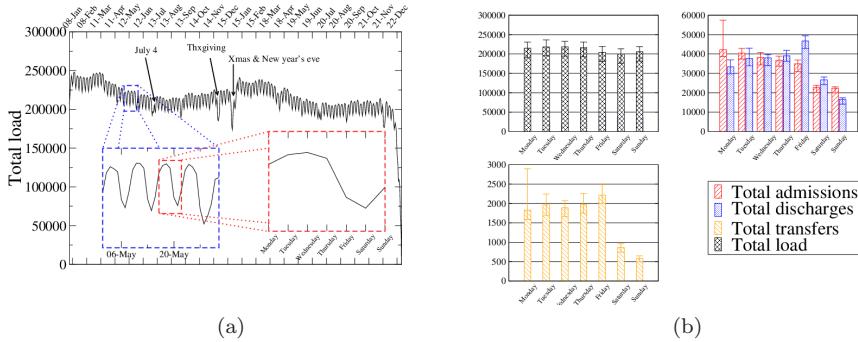 08-Jan
08-Feb
11-Mar
11-Apr
12-May
12-Jun
13-Jul
13-Aug
13-Sep
14-Oct
14-Nov
15-Dec
15-Jan
16-Feb
18-Mar
18-Apr
19-May
19-Jun
20-Jul
20-Aug
20-Sep
21-Oct
21-Nov
22-Dec
Total load
300000
250000
200000
150000
100000
50000
0
July 4
Thxgiving
Xmas & New year's eve
06-May
20-May
Monday
Tuesday
Wednesday
Thursday
Friday
Saturday
Sunday
(a)
300000
250000
200000
150000
100000
50000
0
Monday
Tuesday
Wednesday
Thursday
Friday
Saturday
Sunday
60000
50000
40000
30000
20000
10000
0
Monday
Tuesday
Wednesday
Thursday
Friday
Saturday
Sunday
3000
2500
2000
1500
1000
500
0
Monday
Tuesday
Wednesday
Thursday
Friday
Saturday
Sunday
Total admissions
Total discharges
Total transfers
Total load
(b)